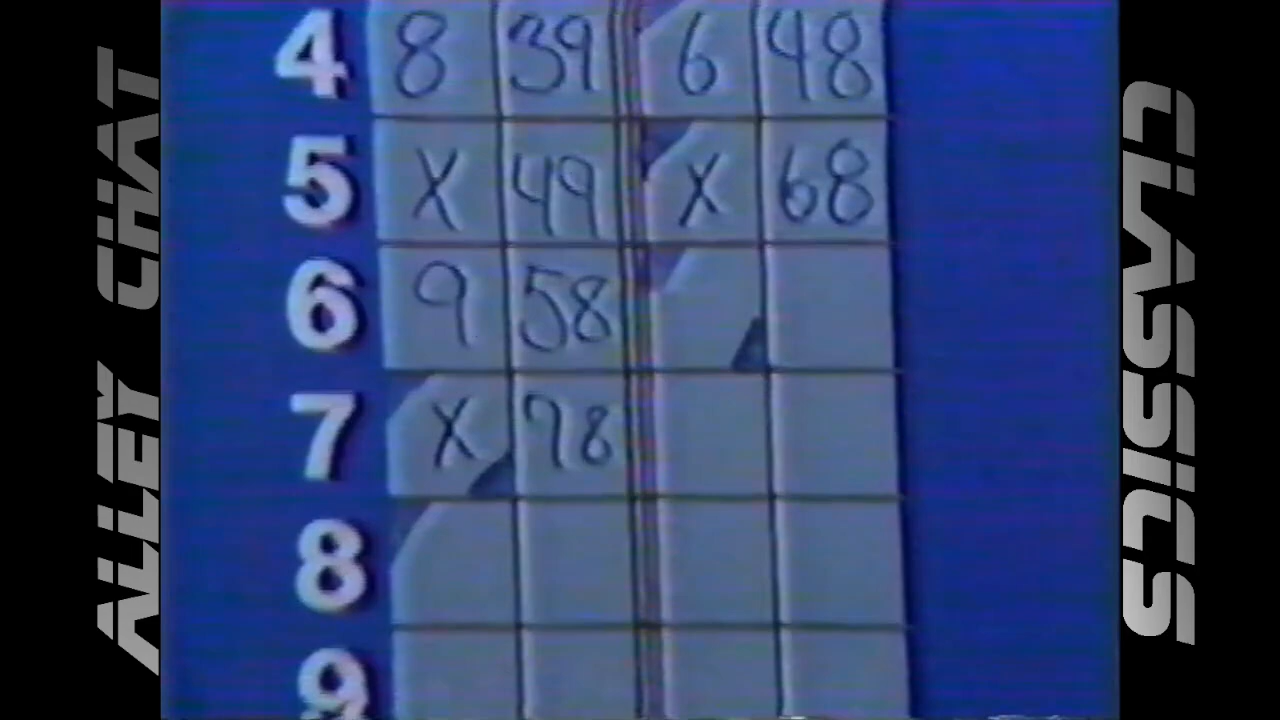 ALLEY CHAT
4 8 39 6 48
5 X 49 X 68
6 9 58
7 X 78
8
9
CLASSICS